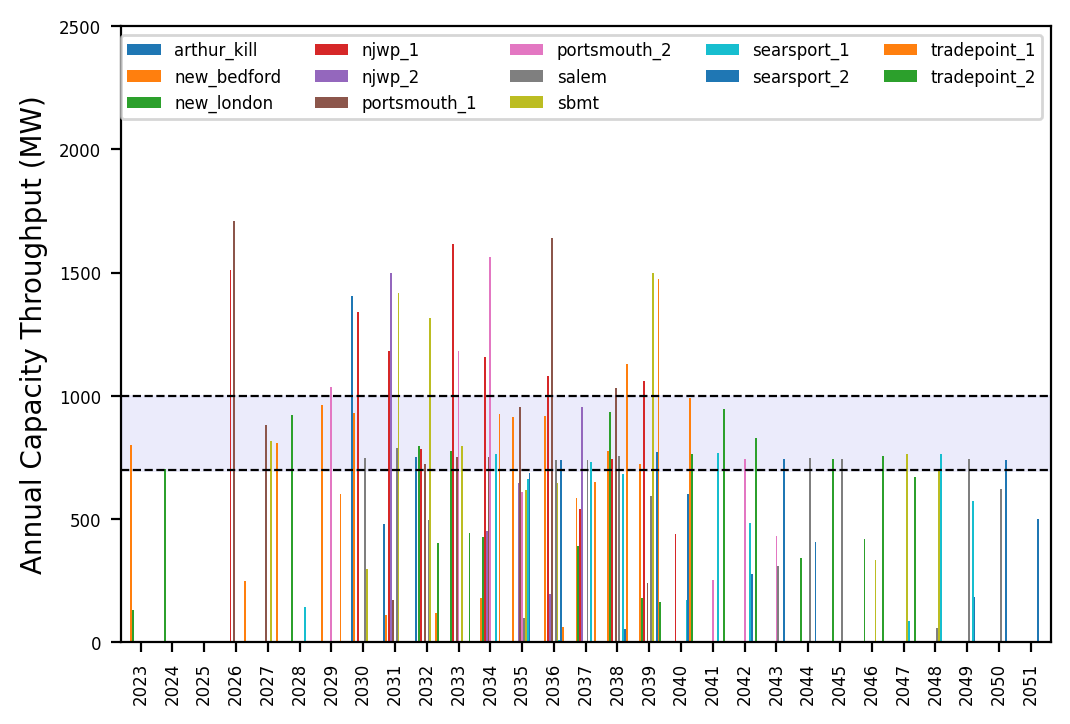 2500
arthur_kill njwp_1 portsmouth_2 searsport_1 tradepoint_1
new_bedford njwp_2 salem searsport_2 tradepoint_2
new_london portsmouth_1 sbmt
2000
1500
1000
500
0
Annual Capacity Throughput (MW)
2023 2024 2025 2026 2027 2028 2029 2030 2031 2032 2033 2034 2035 2036 2037 2038 2039 2040 2041 2042 2043 2044 2045 2046 2047 2048 2049 2050 2051